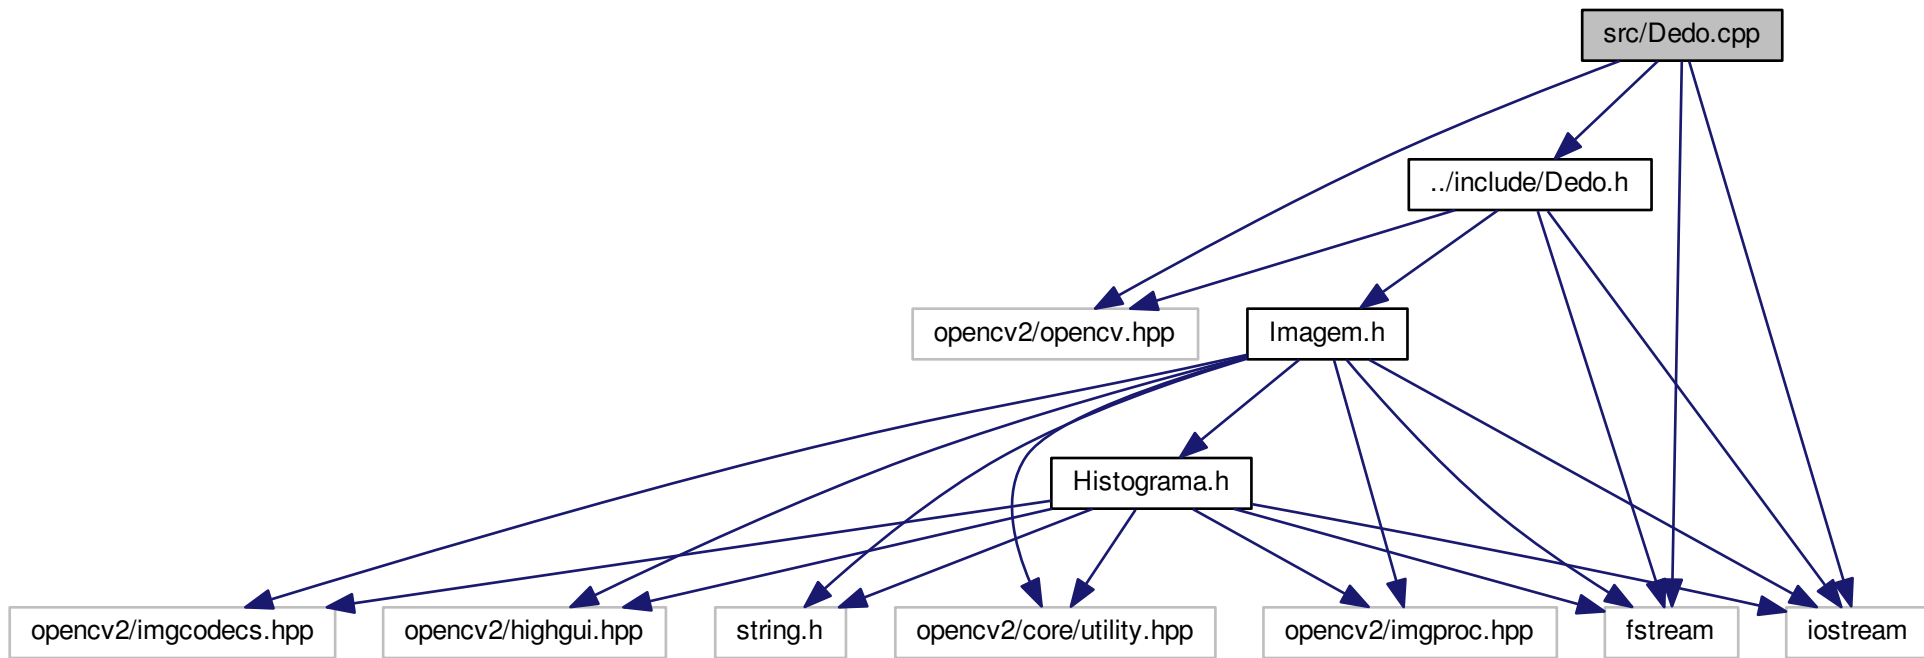 src/Dedo.cpp
../include/Dedo.h
opencv2/opencv.hpp
Imagem.h
Histograma.h
opencv2/imgcodecs.hpp
opencv2/highgui.hpp
string.h
opencv2/core/utility.hpp
opencv2/imgproc.hpp
fstream
iostream